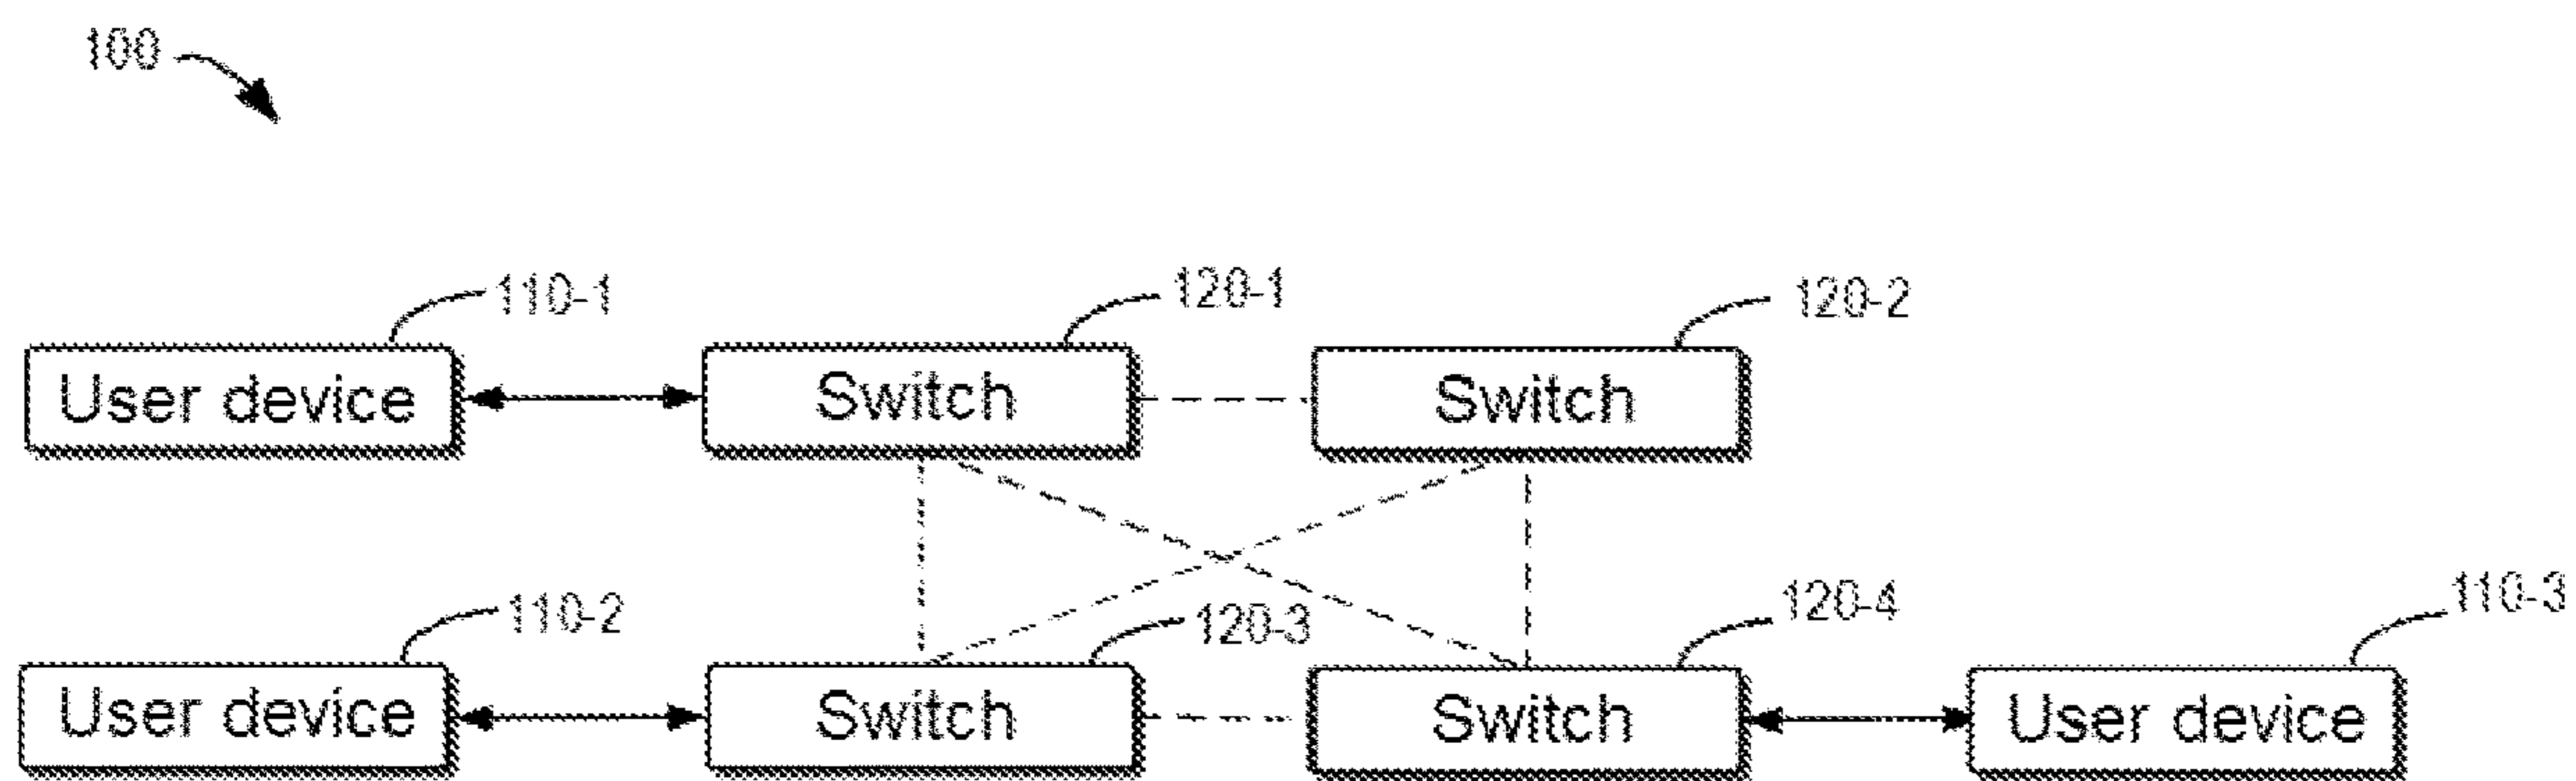 100
110-1
120-1
120-2
User device
Switch
Switch
110-2
120-3
120-4
110-3
User device
Switch
Switch
User device